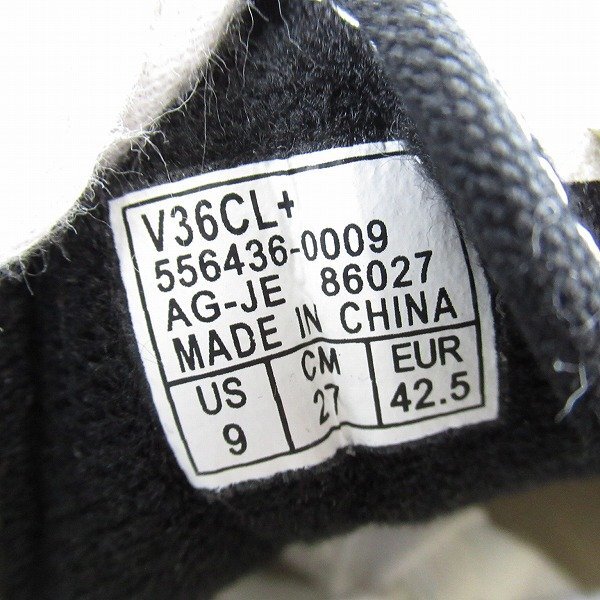 V36CL+
556436-0009
AG-JE 86027
MADE IN CHINA
US CM EUR
9 27 42.5